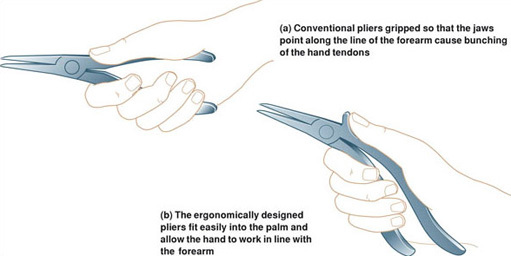 (a) Conventional pliers gripped so that the jaws
point along the line of the forearm cause bunching
of the hand tendons
(b) The ergonomically designed
pliers fit easily into the palm and
allow the hand to work in line with
the forearm